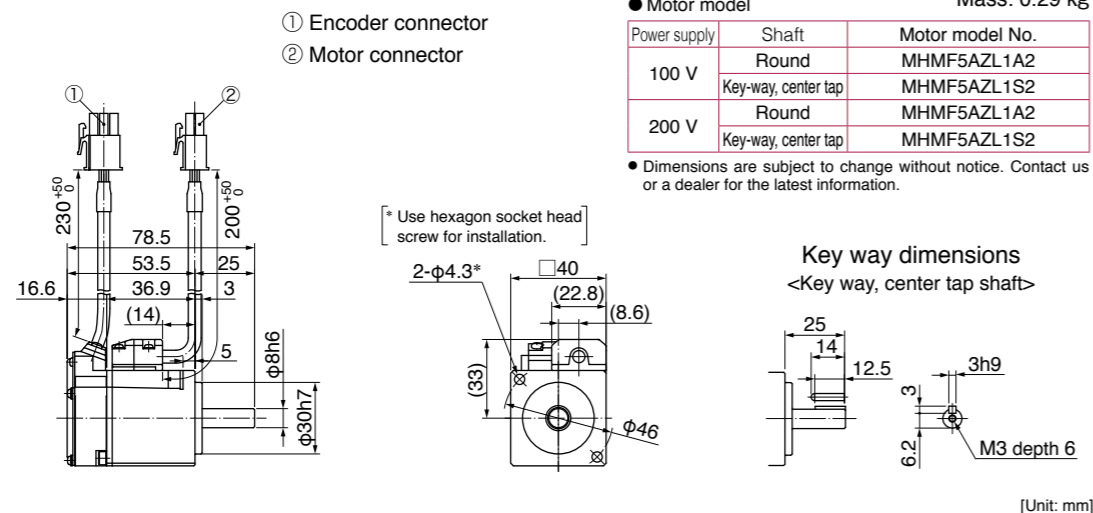 ① Encoder connector
② Motor connector
● Motor model
Mass: 0.29 kg
Power supply Shaft Motor model No.
100 V Round MHMF5AZL1A2
Key-way, center tap MHMF5AZL1S2
200 V Round MHMF5AZL1A2
Key-way, center tap MHMF5AZL1S2
● Dimensions are subject to change without notice. Contact us
or a dealer for the latest information.
① ②
230 +50 0
200 +50 0
78.5
53.5 25
16.6 36.9 3
(14)
5
φ8h6
φ30h7
* Use hexagon socket head
screw for installation.
2-φ4.3*
□40
(22.8)
(8.6)
(33)
φ46
Key way dimensions
<Key way, center tap shaft>
25
14
12.5
3h9
3
6.2
M3 depth 6
[Unit: mm]